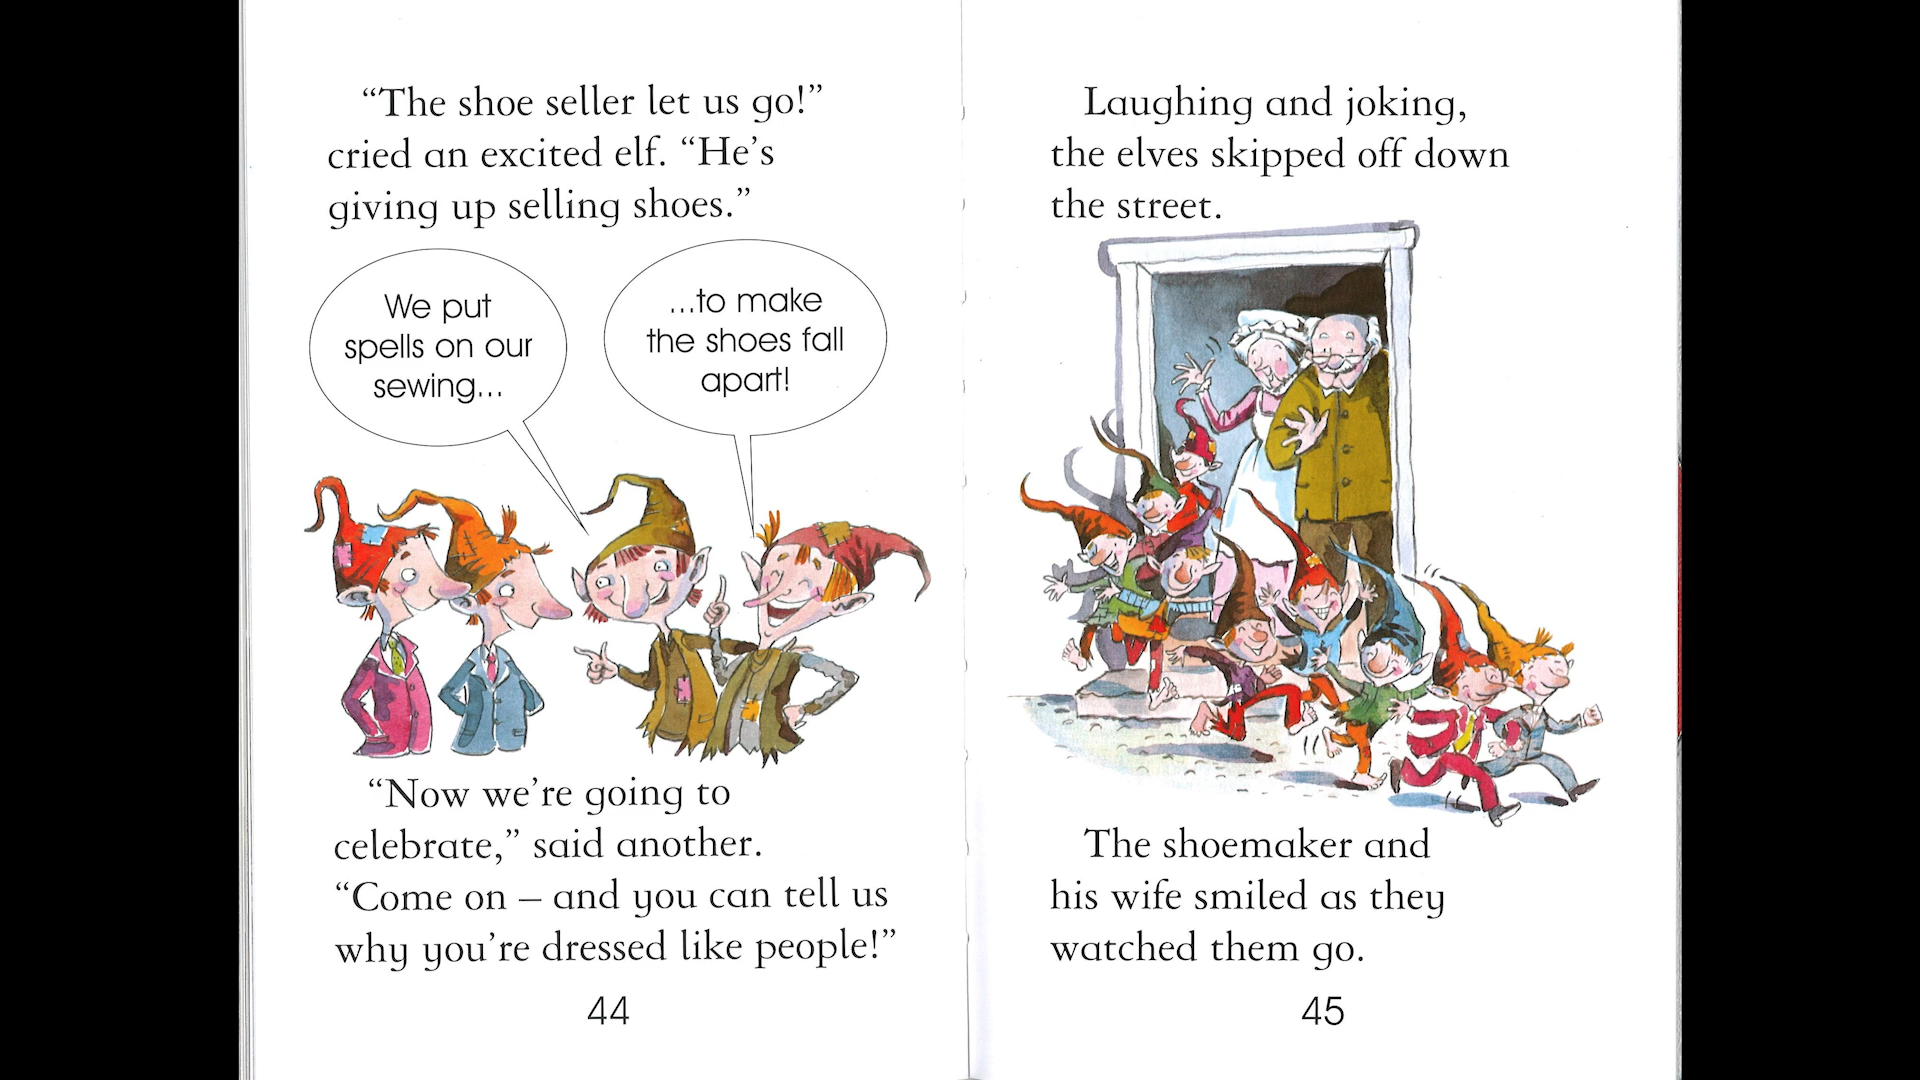 “The shoe seller let us go!”
cried an excited elf. “He’s
giving up selling shoes.”
We put
spells on our
sewing...
...to make
the shoes fall
apart!
“Now we’re going to
celebrate,” said another.
“Come on – and you can tell us
why you’re dressed like people!”
44
Laughing and joking,
the elves skipped off down
the street.
The shoemaker and
his wife smiled as they
watched them go.
45